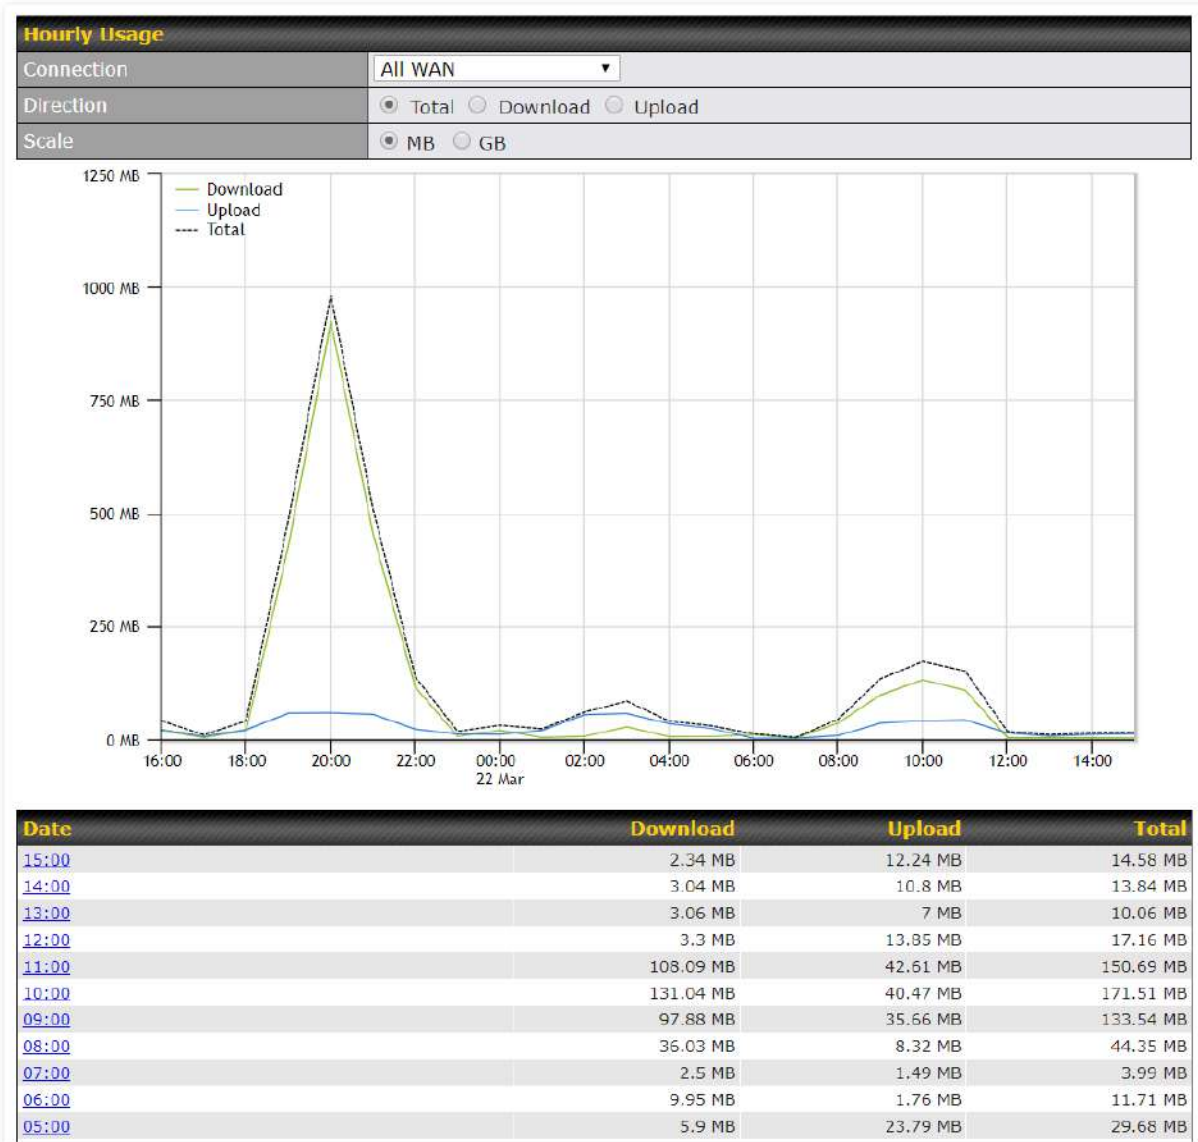 Hourly Usage
Connection All WAN
Direction Total Download Upload
Scale MB GB
1250 MB
Download
Upload
Total
1000 MB
750 MB
500 MB
250 MB
0 MB
16:00 18:00 20:00 22:00 00:00 02:00 04:00 06:00 08:00 10:00 12:00 14:00
22 Mar
Date Download Upload Total
15:00 2.34 MB 12.24 MB 14.58 MB
14:00 3.04 MB 10.8 MB 13.84 MB
13:00 3.06 MB 7 MB 10.06 MB
12:00 3.3 MB 13.85 MB 17.16 MB
11:00 108.09 MB 42.61 MB 150.69 MB
10:00 131.04 MB 40.47 MB 171.51 MB
09:00 97.88 MB 35.66 MB 133.54 MB
08:00 36.03 MB 8.32 MB 44.35 MB
07:00 2.5 MB 1.49 MB 3.99 MB
06:00 9.95 MB 1.76 MB 11.71 MB
05:00 5.9 MB 23.79 MB 29.68 MB